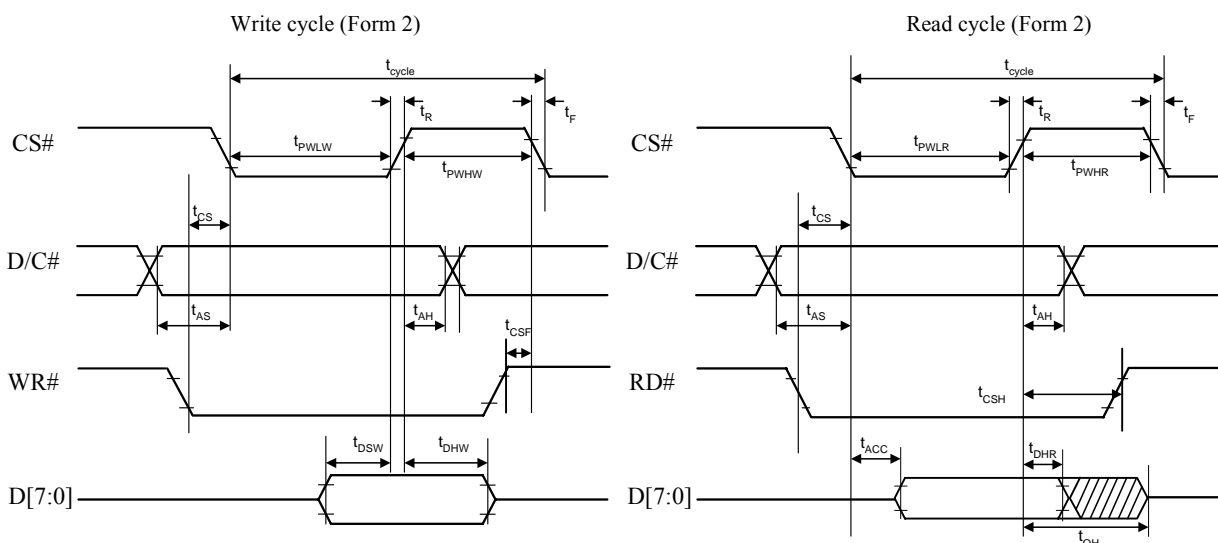 Write cycle (Form 2)
tcycle
tR
tF
CS#
tPWLW
tPWHW
tCS
D/C#
tAS
tAH
tCSF
WR#
tDSW
tDHW
D[7:0]
Read cycle (Form 2)
tcycle
tR
tF
CS#
tPWLR
tPWHR
tCS
D/C#
tAS
tAH
RD#
tCSH
tACC
tDHR
D[7:0]
tOH